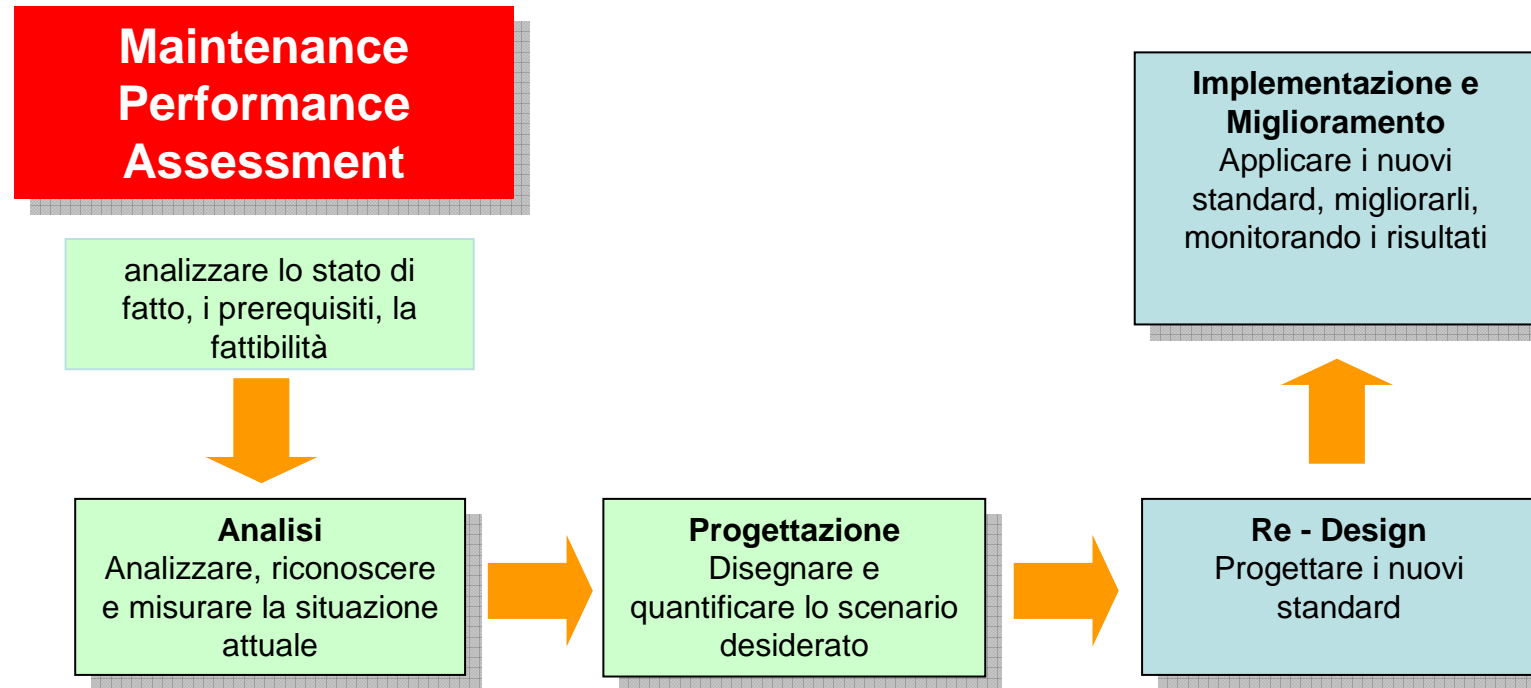 Maintenance
Performance
Assessment
analizzare lo stato di
fatto, i prerequisiti, la
fattibilità
Analisi
Analizzare, riconoscere
e misurare la situazione
attuale
Progettazione
Disegnare e
quantificare lo scenario
desiderato
Re - Design
Progettare i nuovi
standard
Implementazione e
Miglioramento
Applicare i nuovi
standard, migliorarli,
monitorando i risultati